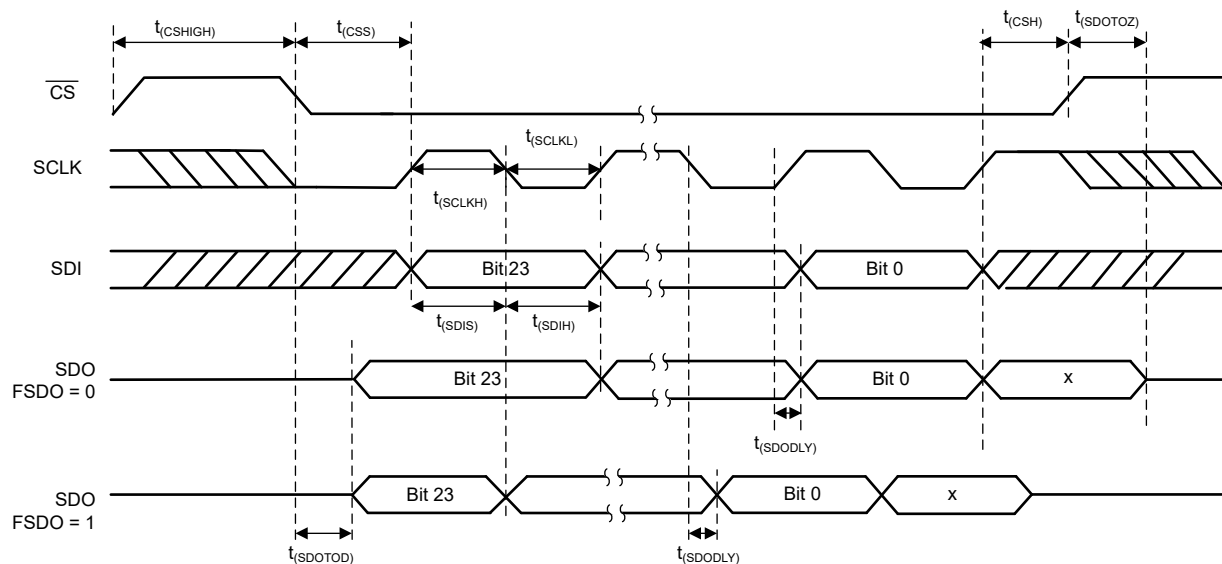 t(CSHIGH)
t(CSS)
t(CSH)
t(SDOTOZ)
CS
t(SCLKL)
SCLK
t(SCLKH)
SDI
Bit 23
Bit 0
t(SDIS)
t(SDIH)
SDO
FSDO = 0
Bit 23
Bit 0
x
t(SDODLY)
SDO
FSDO = 1
Bit 23
Bit 0
x
t(SDOTOD)
t(SDODLY)